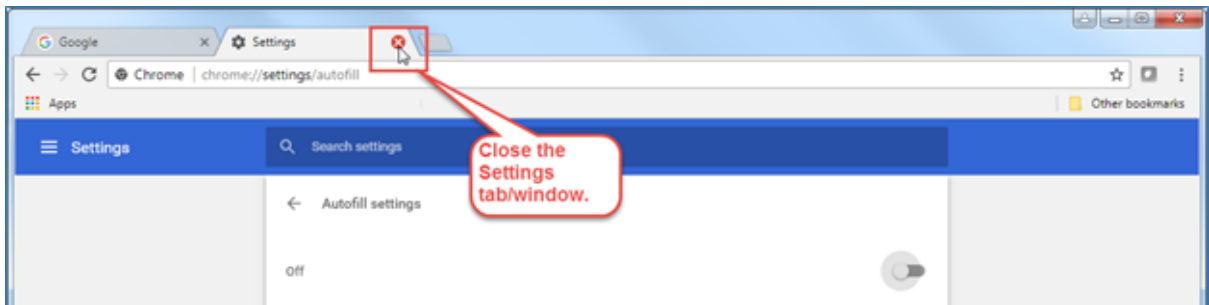 Google
Settings
Chrome | chrome://settings/autofill
Apps
Other bookmarks
Settings
Search settings
Close the
Settings
tab/window.
Autofill settings
Off